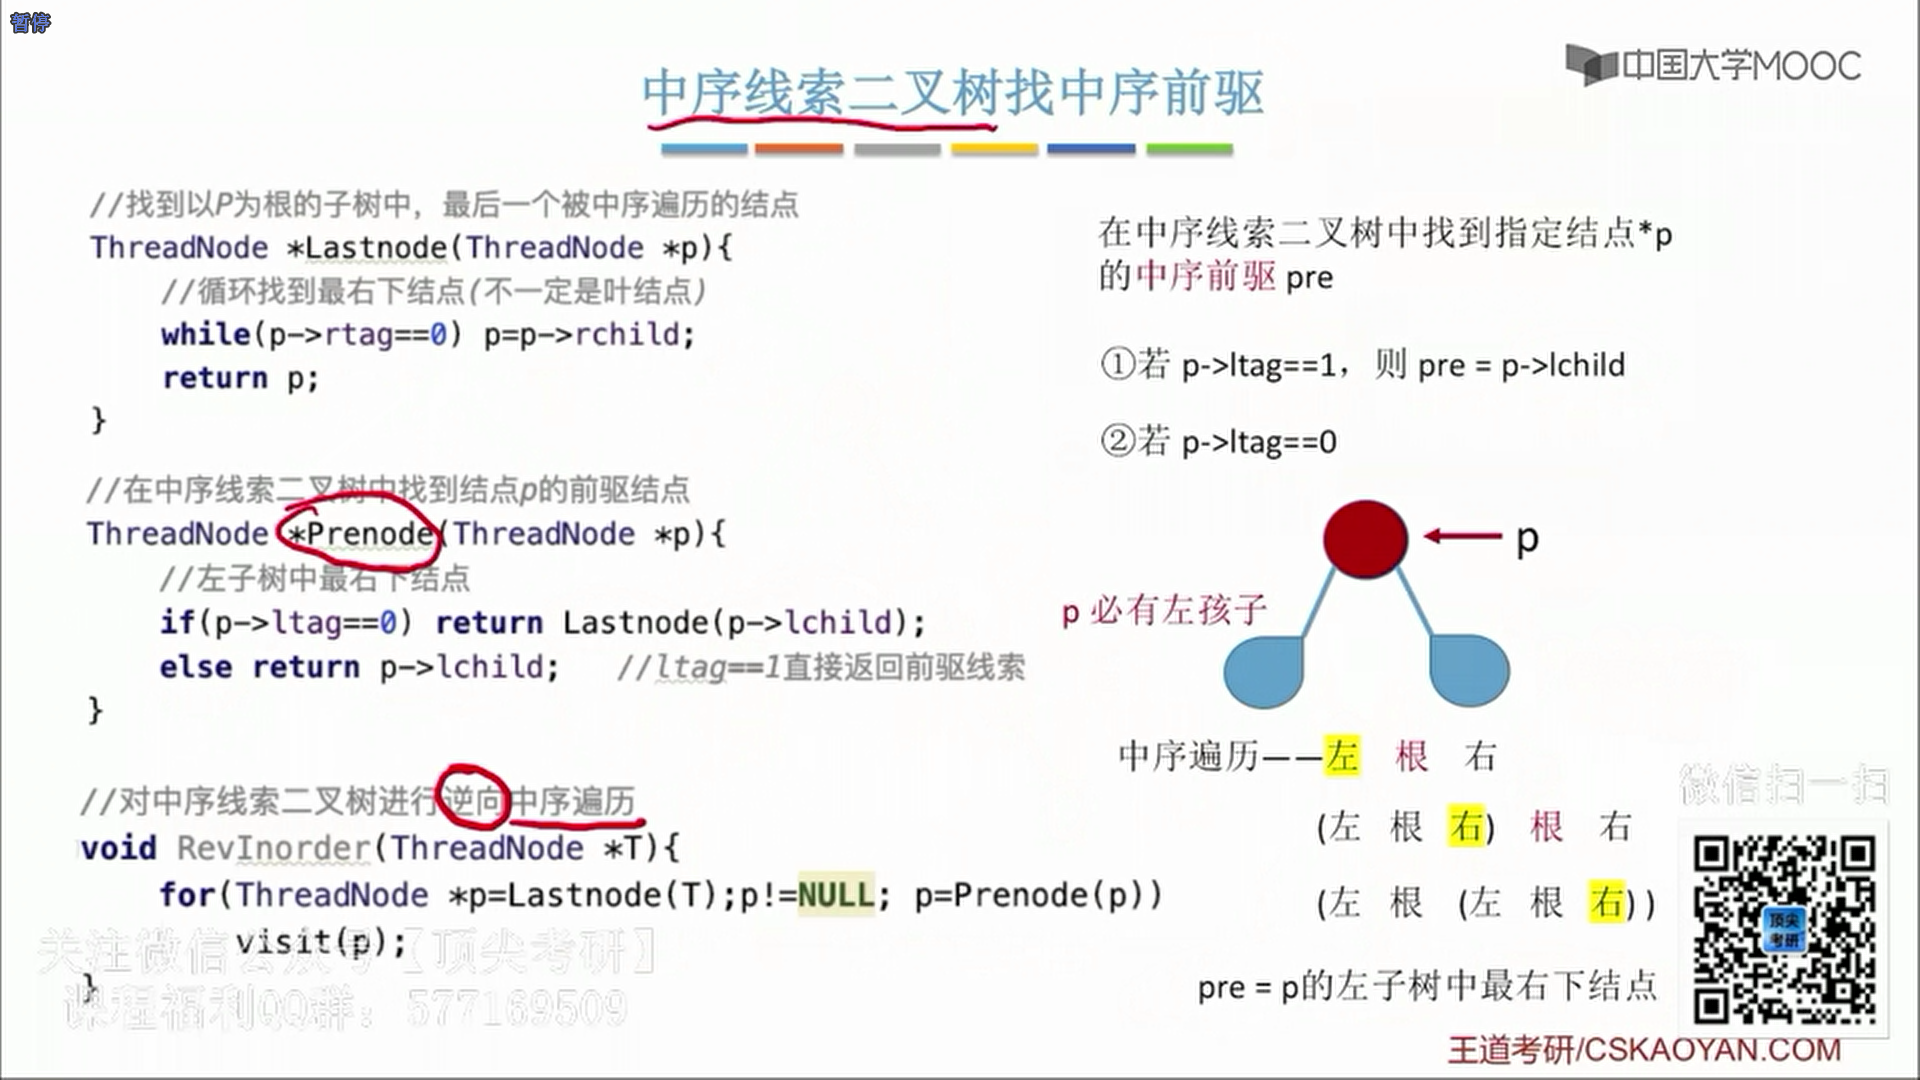 暂停
中国大学MOOC
中序线索二叉树找中序前驱
//找到以P为根的子树中，最后一个被中序遍历的结点
ThreadNode *Lastnode(ThreadNode *p){
//循环找到最右下结点(不一定是叶结点)
while(p->rtag==0) p=p->rchild;
return p;
}
//在中序线索二叉树中找到结点p的前驱结点
ThreadNode *Prenode(ThreadNode *p){
//左子树中最右下结点
if(p->ltag==0) return Lastnode(p->lchild);
else return p->lchild; //ltag==1直接返回前驱线索
}
//对中序线索二叉树进行逆向中序遍历
void RevInorder(ThreadNode *T){
for(ThreadNode *p=Lastnode(T);p!=NULL; p=Prenode(p))
visit(p);
}
关注微信公众号【顶尖考研】
课程福利QQ群：577169509
在中序线索二叉树中找到指定结点*p
的中序前驱 pre
①若 p->ltag==1，则 pre = p->lchild
②若 p->ltag==0
p
p 必有左孩子
中序遍历——左 根 右
(左 根 右) 根 右
(左 根 (左 根 右))
pre = p的左子树中最右下结点
微信扫一扫
顶尖
考研
王道考研/CSKAOYAN.COM